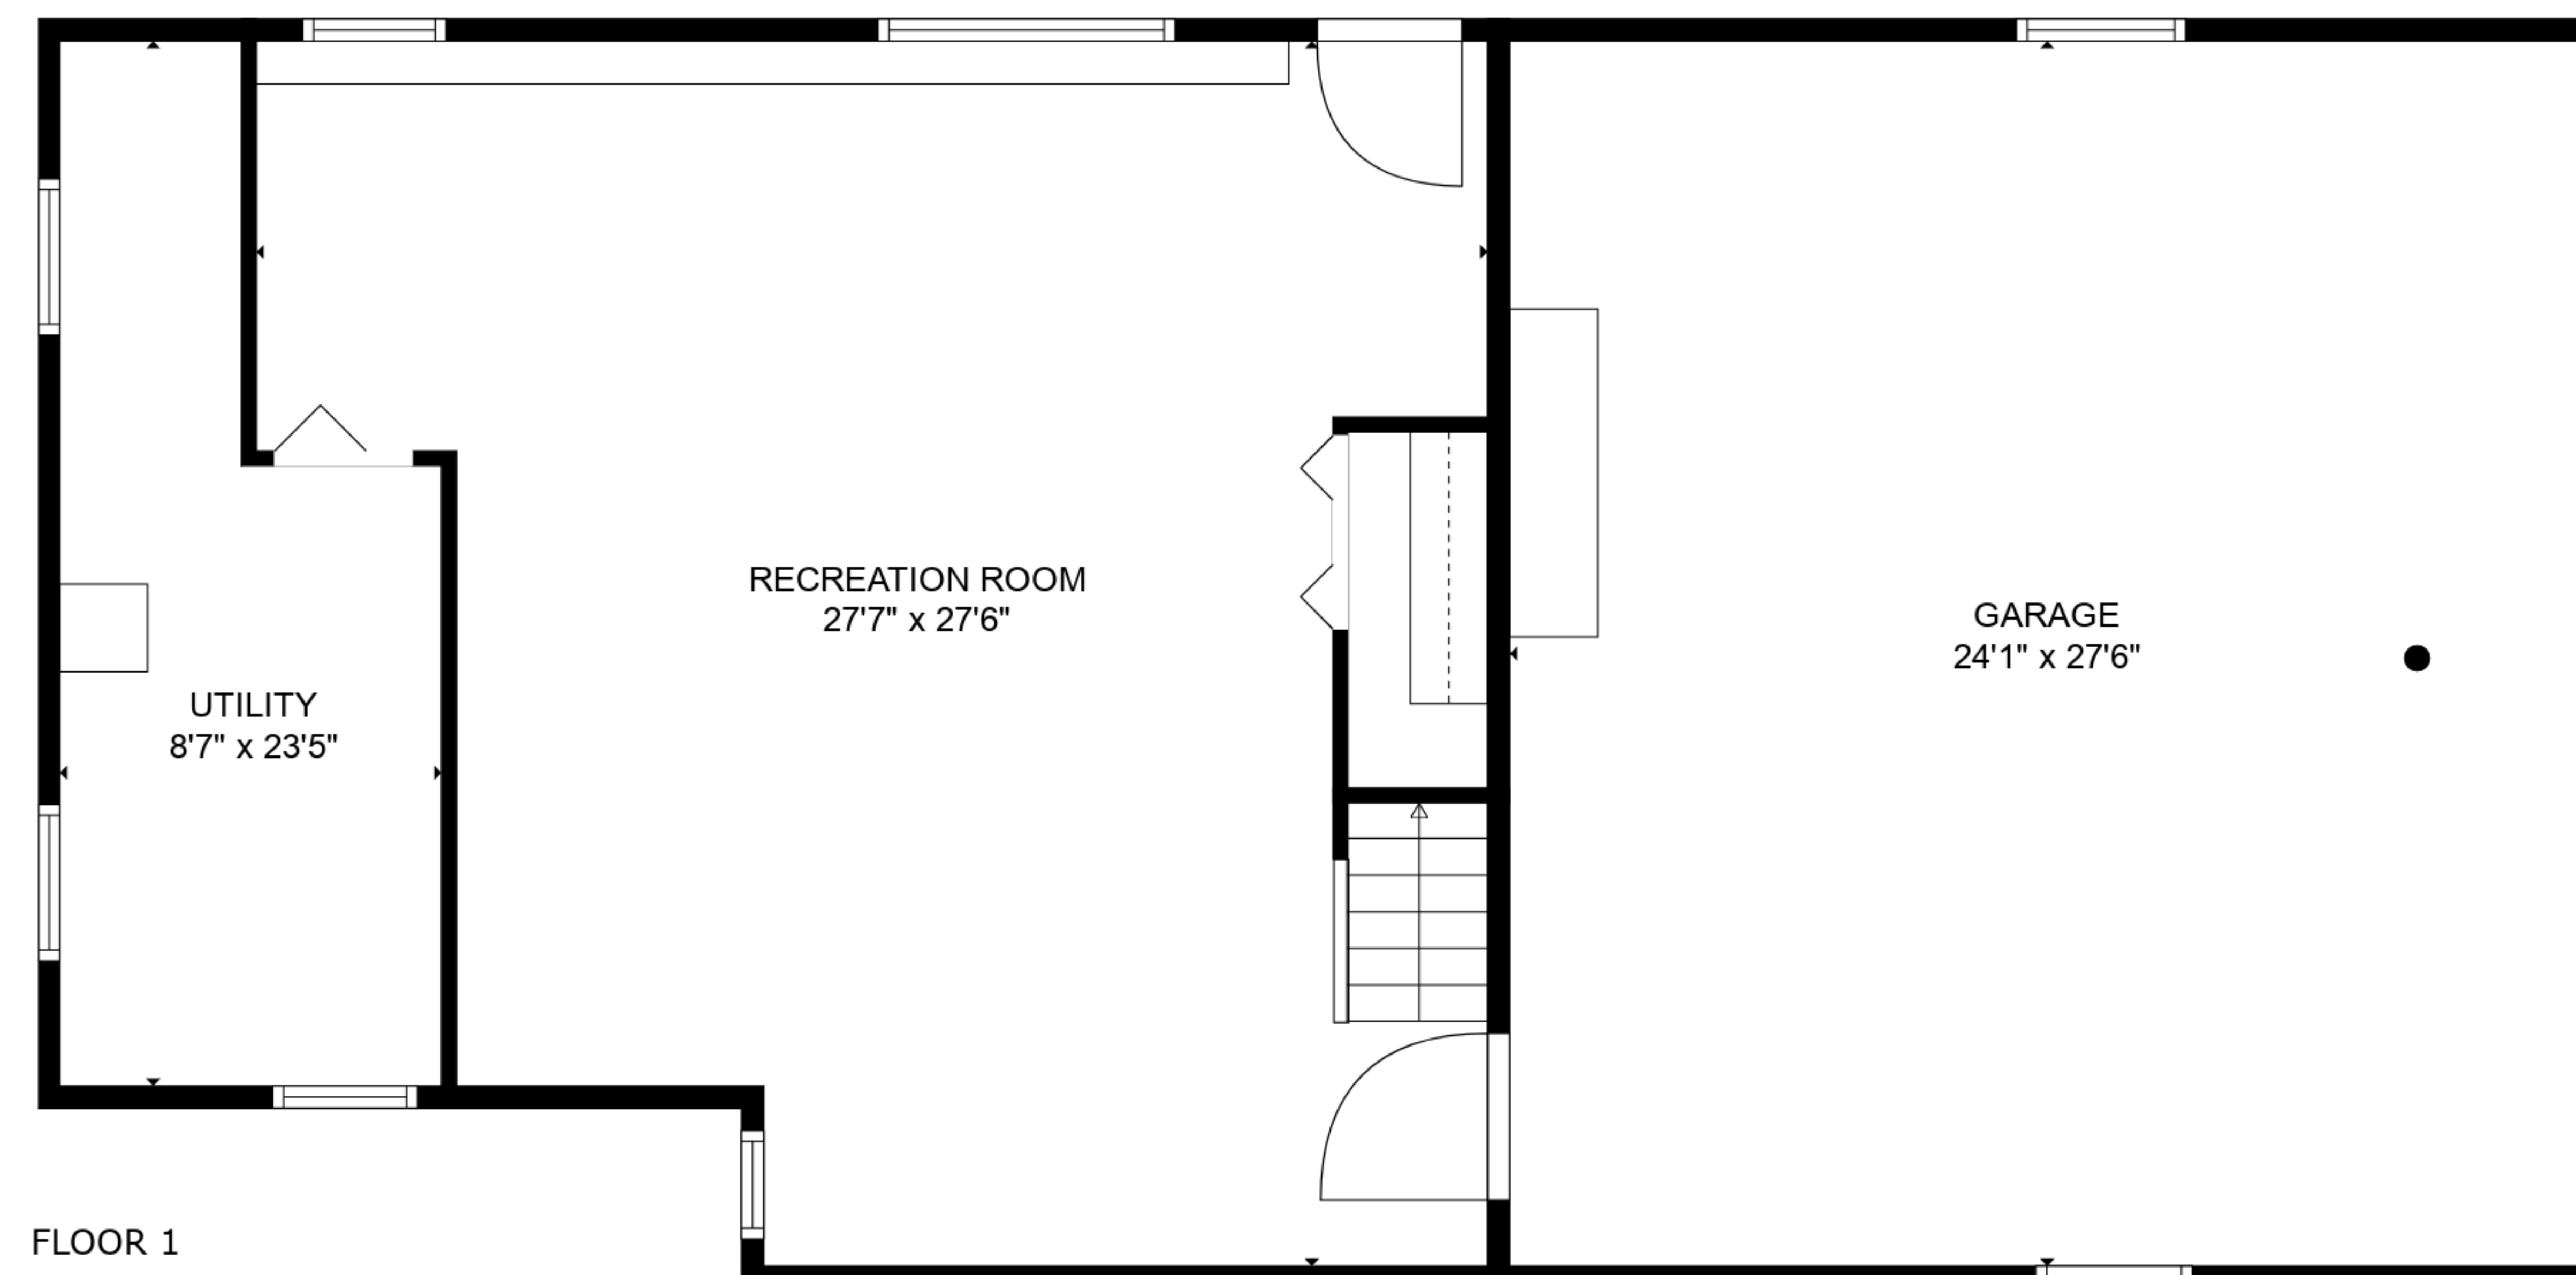 RECREATION ROOM
27'7" x 27'6"
GARAGE
24'1" x 27'6"
UTILITY
8'7" x 23'5"
FLOOR 1